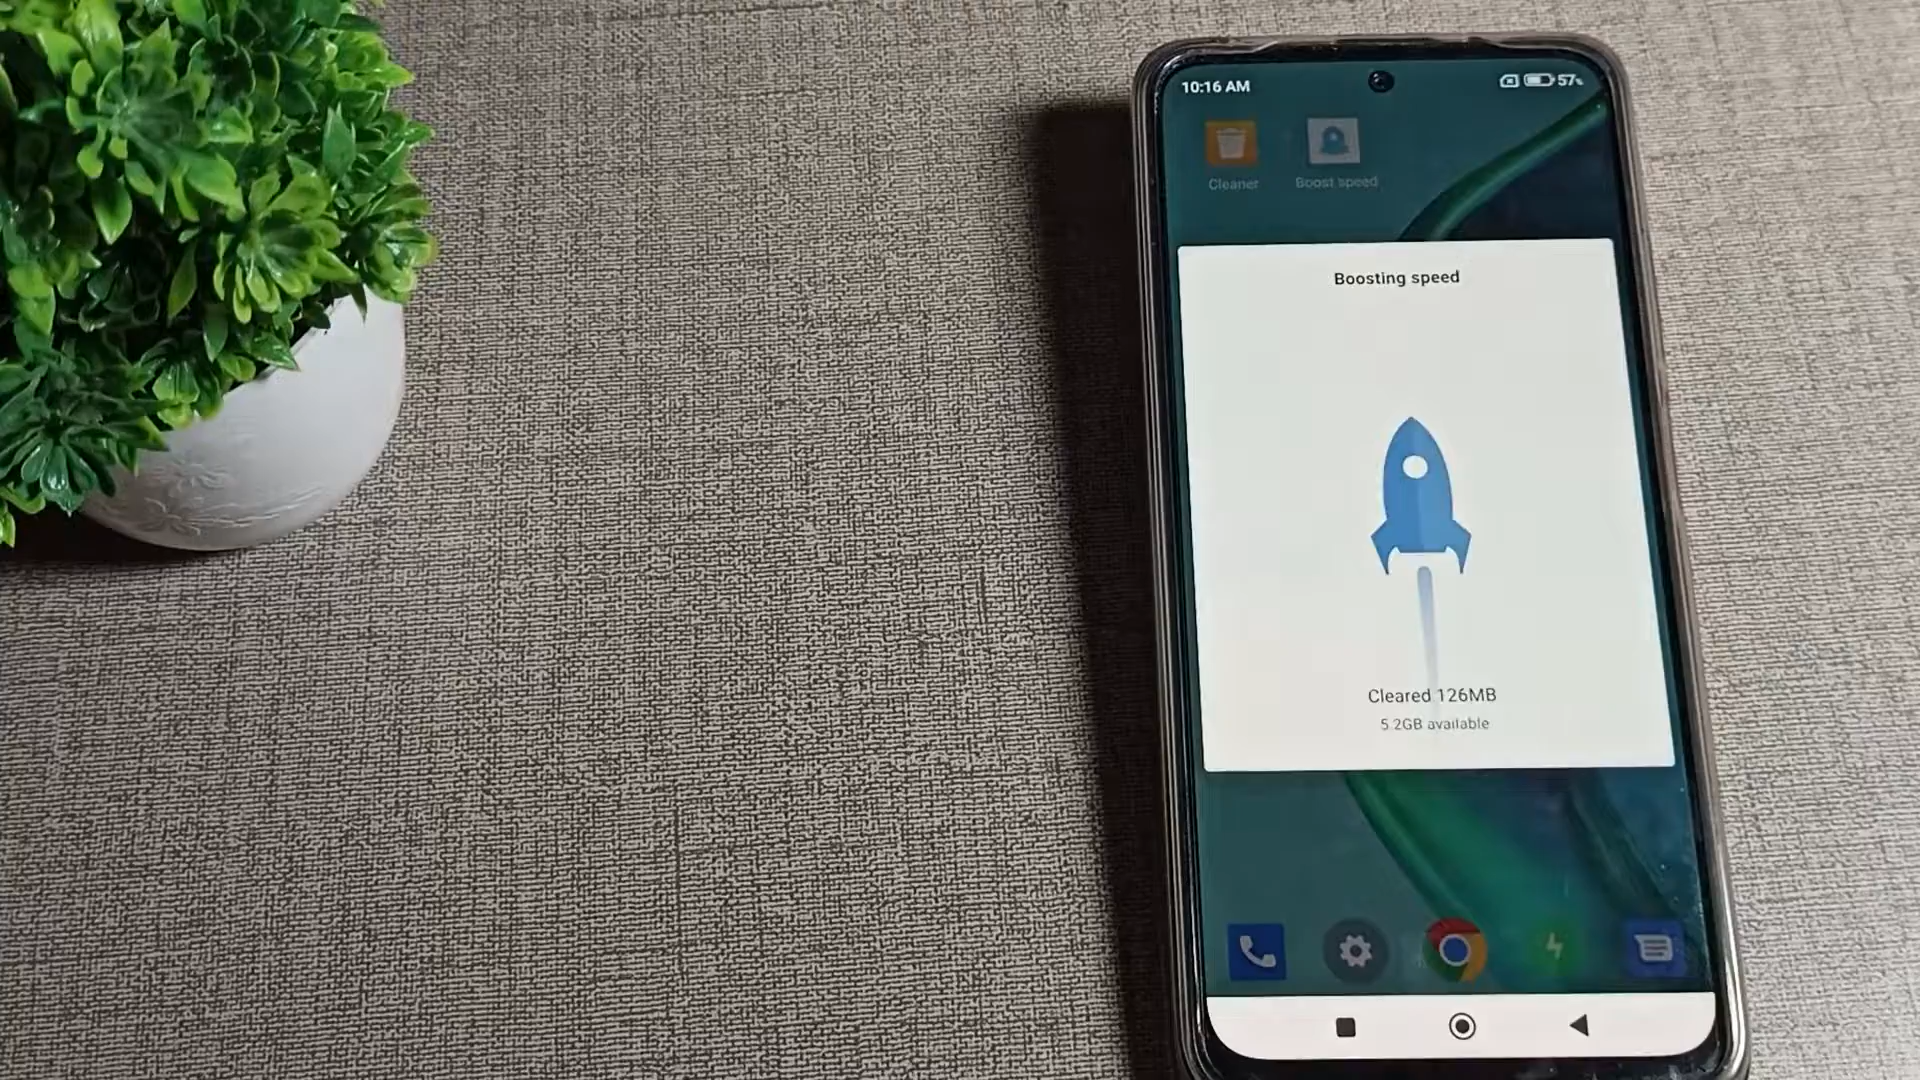 10:16 AM
57%
Cleaner
Boost speed
Boosting speed
Cleared 126MB
5.2GB available